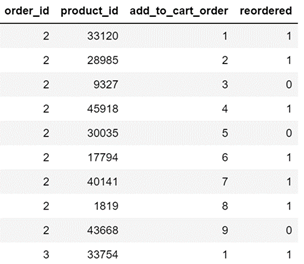 order_id product_id add_to_cart_order reordered
2 33120 1 1
2 28985 2 1
2 9327 3 0
2 45918 4 1
2 30035 5 0
2 17794 6 1
2 40141 7 1
2 1819 8 1
2 43668 9 0
3 33754 1 1